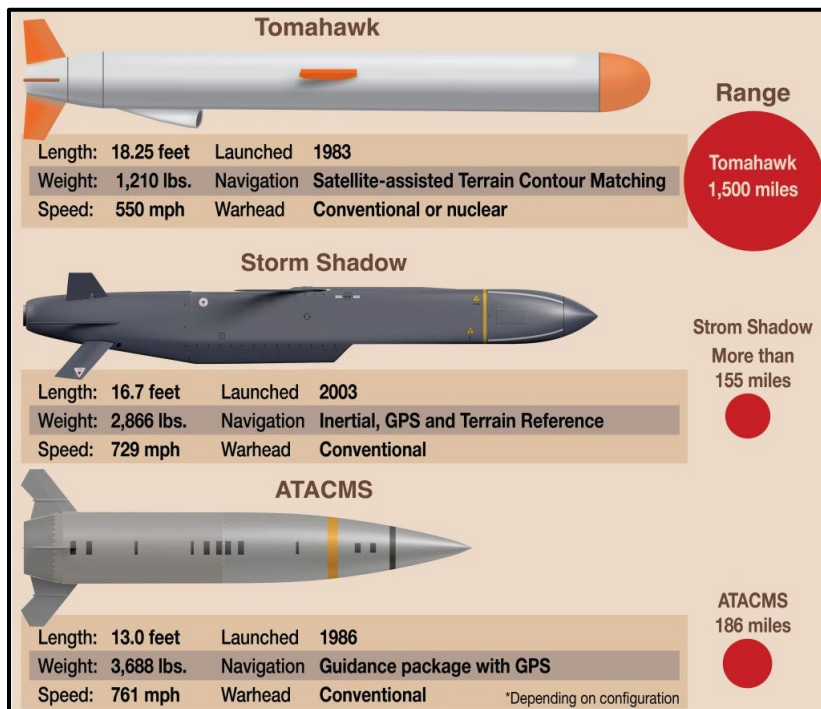 Tomahawk
Length: 18.25 feet Launched 1983
Weight: 1,210 lbs. Navigation Satellite-assisted Terrain Contour Matching
Speed: 550 mph Warhead Conventional or nuclear
Range
Tomahawk
1,500 miles
Storm Shadow
Length: 16.7 feet Launched 2003
Weight: 2,866 lbs. Navigation Inertial, GPS and Terrain Reference
Speed: 729 mph Warhead Conventional
Strom Shadow
More than
155 miles
ATACMS
Length: 13.0 feet Launched 1986
Weight: 3,688 lbs. Navigation Guidance package with GPS
Speed: 761 mph Warhead Conventional *Depending on configuration
ATACMS
186 miles